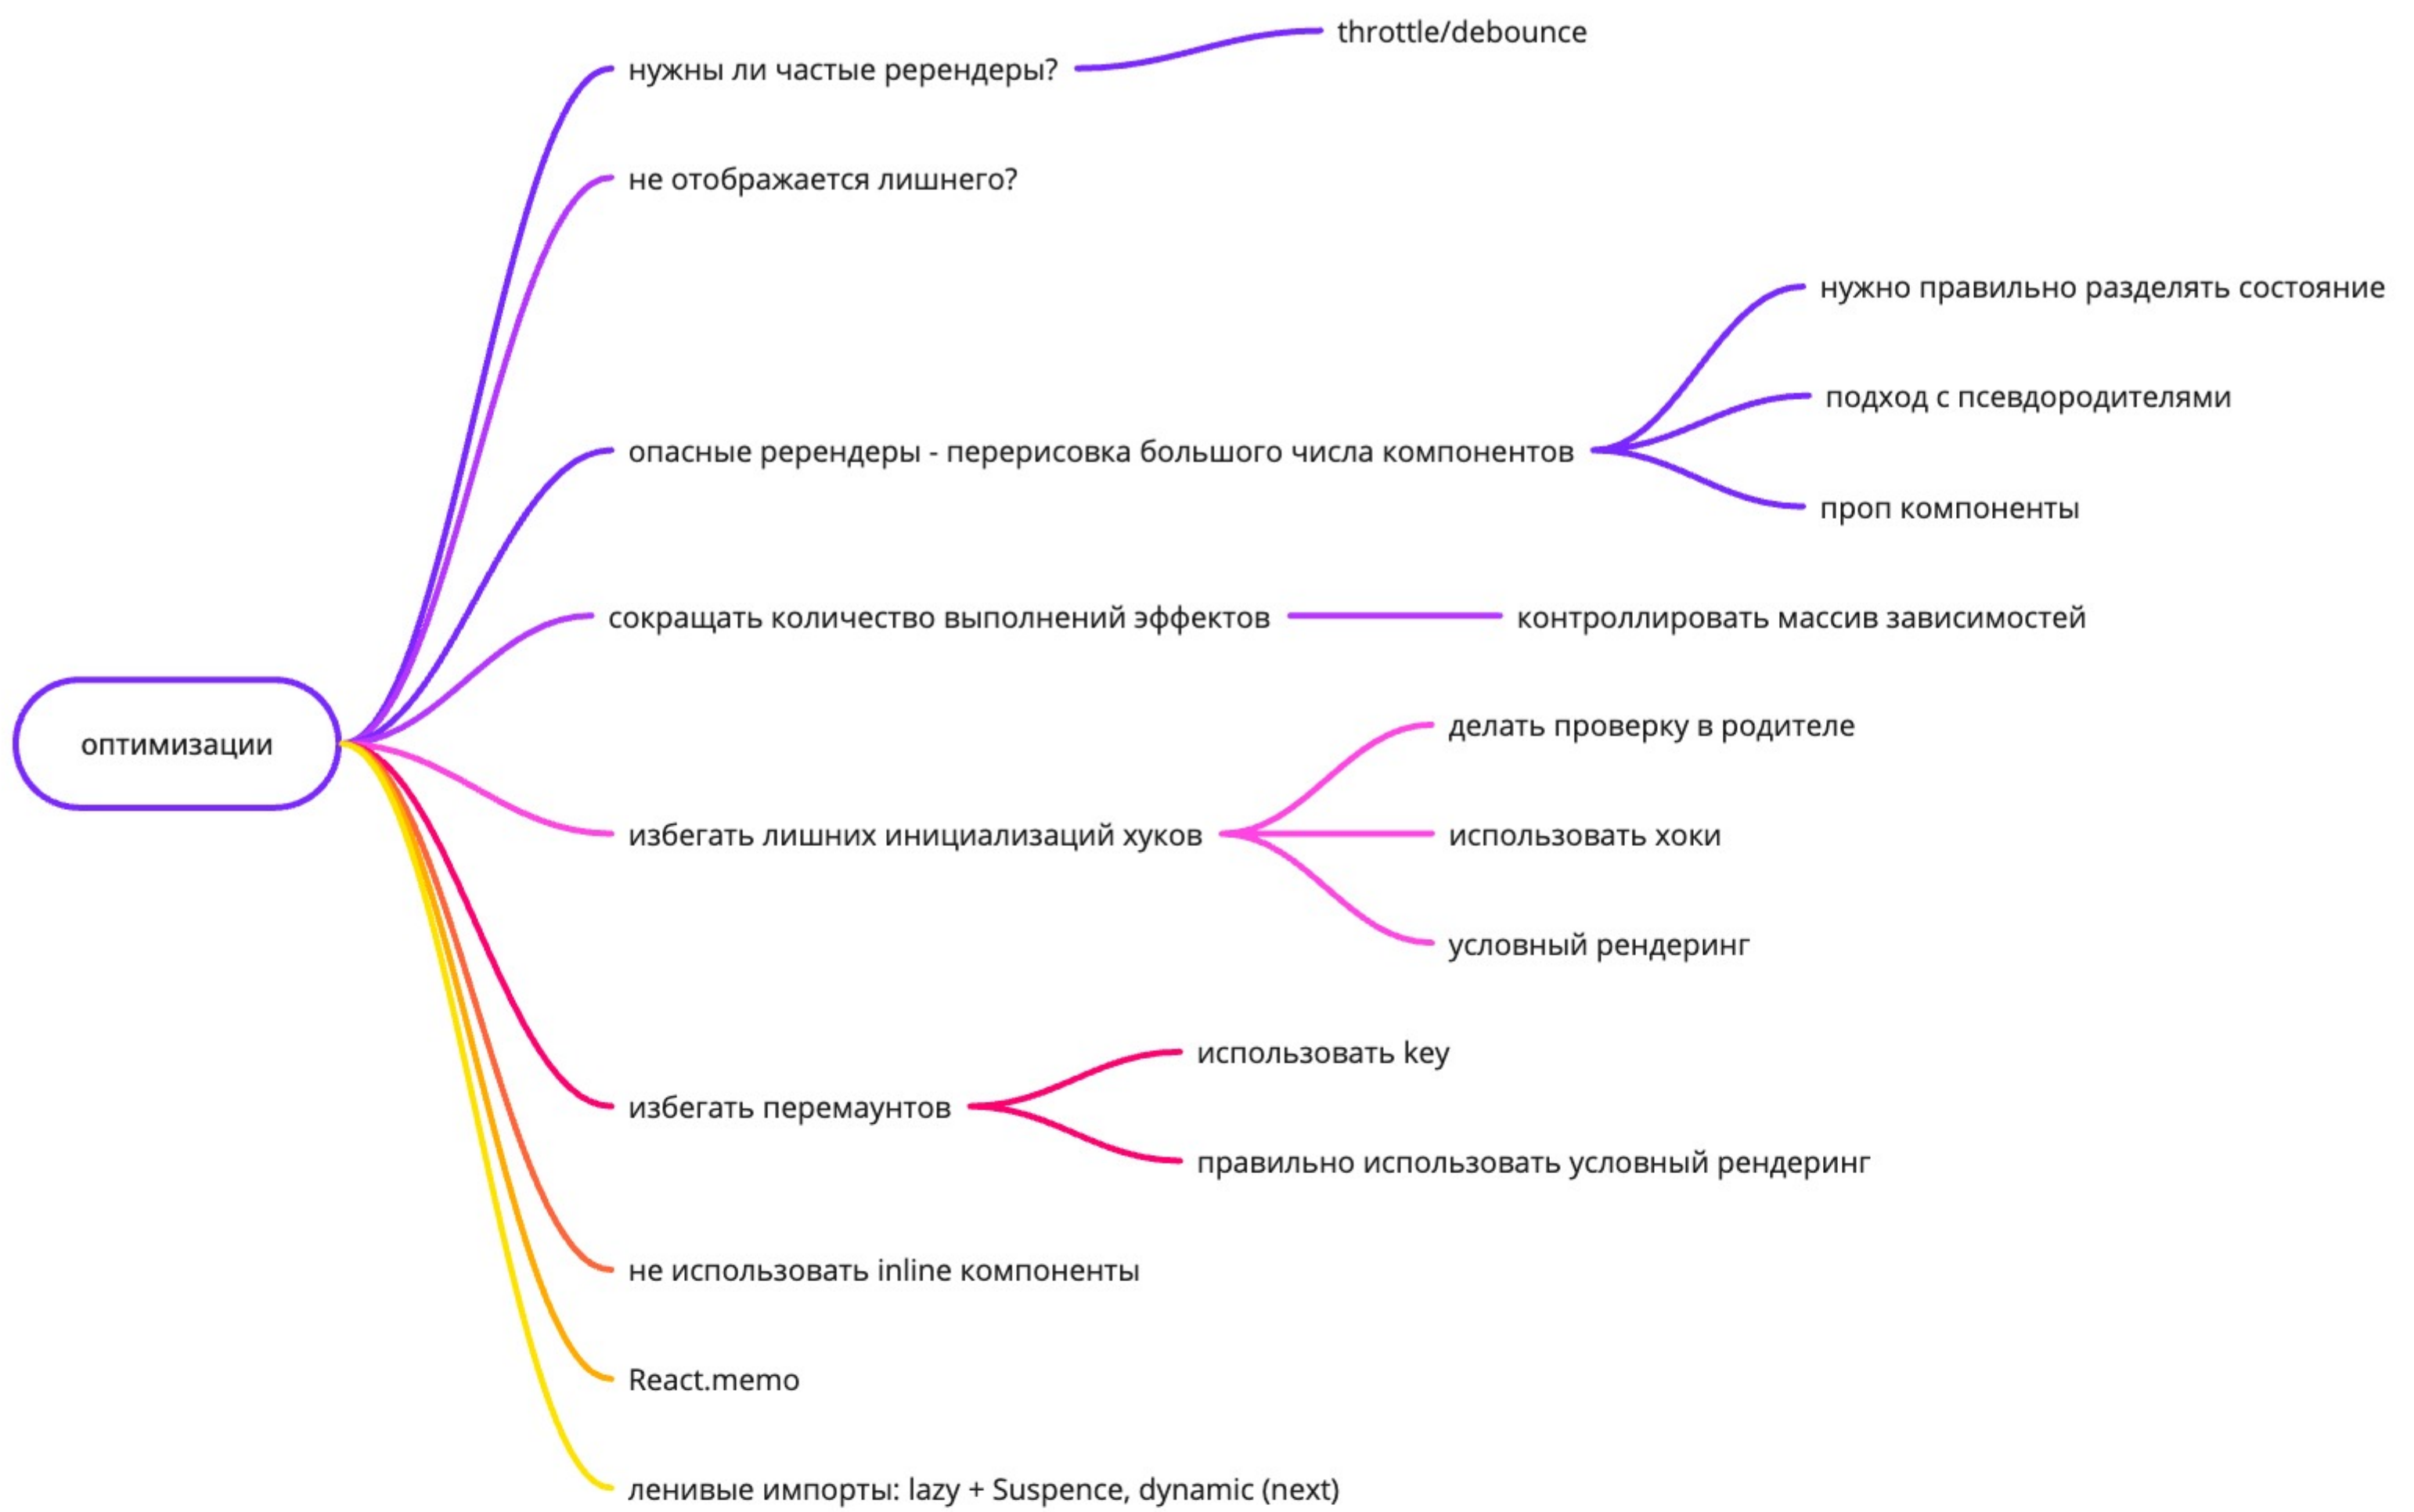 throttle/debounce
нужны ли частые ререндеры?
не отображается лишнего?
нужно правильно разделять состояние
подход с псевдородителями
опасные ререндеры - перерисовка большого числа компонентов
проп компоненты
сокращать количество выполнений эффектов
контроллировать массив зависимостей
делать проверку в родителе
оптимизации
избегать лишних инициализаций хуков
использовать хоки
условный рендеринг
использовать key
избегать перемаунтов
правильно использовать условный рендеринг
не использовать inline компоненты
React.memo
ленивые импорты: lazy + Suspence, dynamic (next)